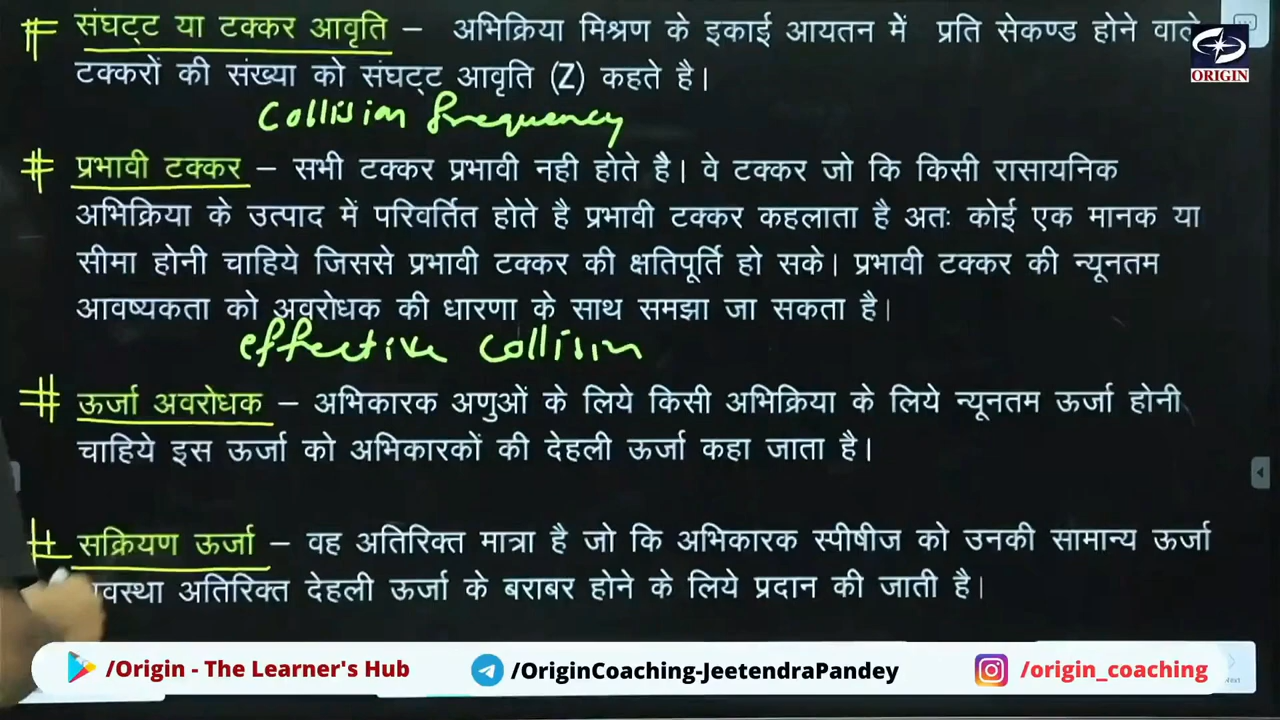 संघट्ट या टक्कर आवृति – अभिक्रिया मिश्रण के इकाई आयतन में प्रति सेकण्ड होने वाले
टक्करों की संख्या को संघट्ट आवृति (Z) कहते है।
Collision frequency
प्रभावी टक्कर – सभी टक्कर प्रभावी नही होते है। वे टक्कर जो कि किसी रासायनिक
अभिक्रिया के उत्पाद में परिवर्तित होते है प्रभावी टक्कर कहलाता है अतः कोई एक मानक या
सीमा होनी चाहिये जिससे प्रभावी टक्कर की क्षतिपूर्ति हो सके। प्रभावी टक्कर की न्यूनतम
आवष्यकता को अवरोधक की धारणा के साथ समझा जा सकता है।
effective collision
ऊर्जा अवरोधक – अभिकारक अणुओं के लिये किसी अभिक्रिया के लिये न्यूनतम ऊर्जा होनी
चाहिये इस ऊर्जा को अभिकारकों की देहली ऊर्जा कहा जाता है।
सक्रियण ऊर्जा – वह अतिरिक्त मात्रा है जो कि अभिकारक स्पीषीज को उनकी सामान्य ऊर्जा
अतिरिक्त देहली ऊर्जा के बराबर होने के लिये प्रदान की जाती है।
ORIGIN
/Origin - The Learner's Hub
/OriginCoaching-JeetendraPandey
/origin_coaching